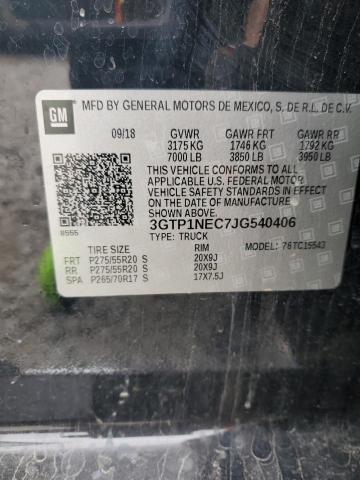 GM
MFD BY GENERAL MOTORS DE MEXICO, S. DE R.L. DE C.V.
09/18 GVWR GAWR FRT GAWR RR
3175 KG 1746 KG 1792 KG
7000 LB 3850 LB 3950 LB
THIS VEHICLE CONFORMS TO ALL
APPLICABLE U.S. FEDERAL MOTOR
VEHICLE SAFETY STANDARDS IN
EFFECT ON THE DATE OF
MANUFACTURE SHOWN ABOVE.
3GTP1NEC7JG540406
8555 TYPE: TRUCK
TIRE SIZE RIM MODEL: 76TC15543
FRT P275/55R20 S 20X9J
RR P275/55R20 S 20X9J
SPA P265/70R17 S 17X7.5J